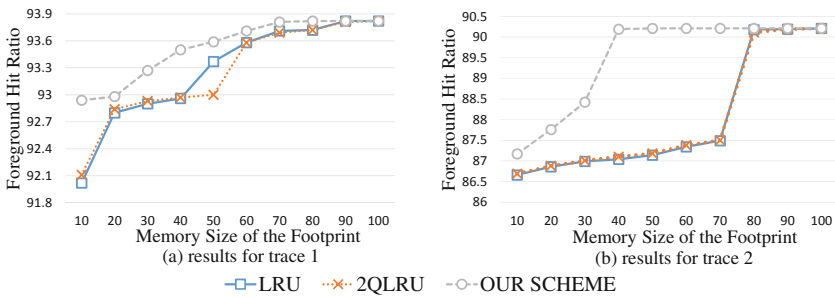 Foreground Hit Ratio
93.9
93.6
93.3
93
92.7
92.4
92.1
91.8
10 20 30 40 50 60 70 80 90 100
Memory Size of the Footprint
(a) results for trace 1
Foreground Hit Ratio
90.5
90
89.5
89
88.5
88
87.5
87
86.5
86
10 20 30 40 50 60 70 80 90 100
Memory Size of the Footprint
(b) results for trace 2
LRU 2QLRU OUR SCHEME